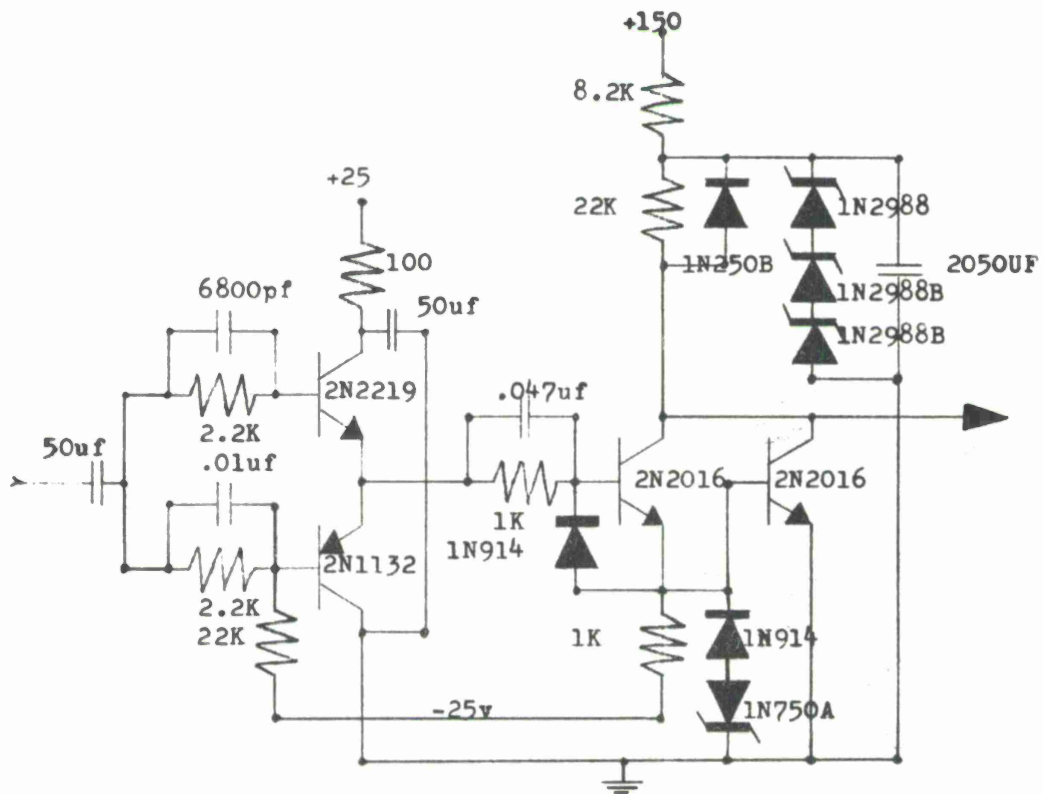 +150
8.2K
+25
22K
1N2988
100
1N250B
2050UF
6800pf
50uf
1N2988B
1N2988B
2N2219
.047uf
2.2K
50uf
.01uf
2N2016
2N2016
1K
1N914
2N1132
2.2K
22K
1K
1N914
-25v
1N750A